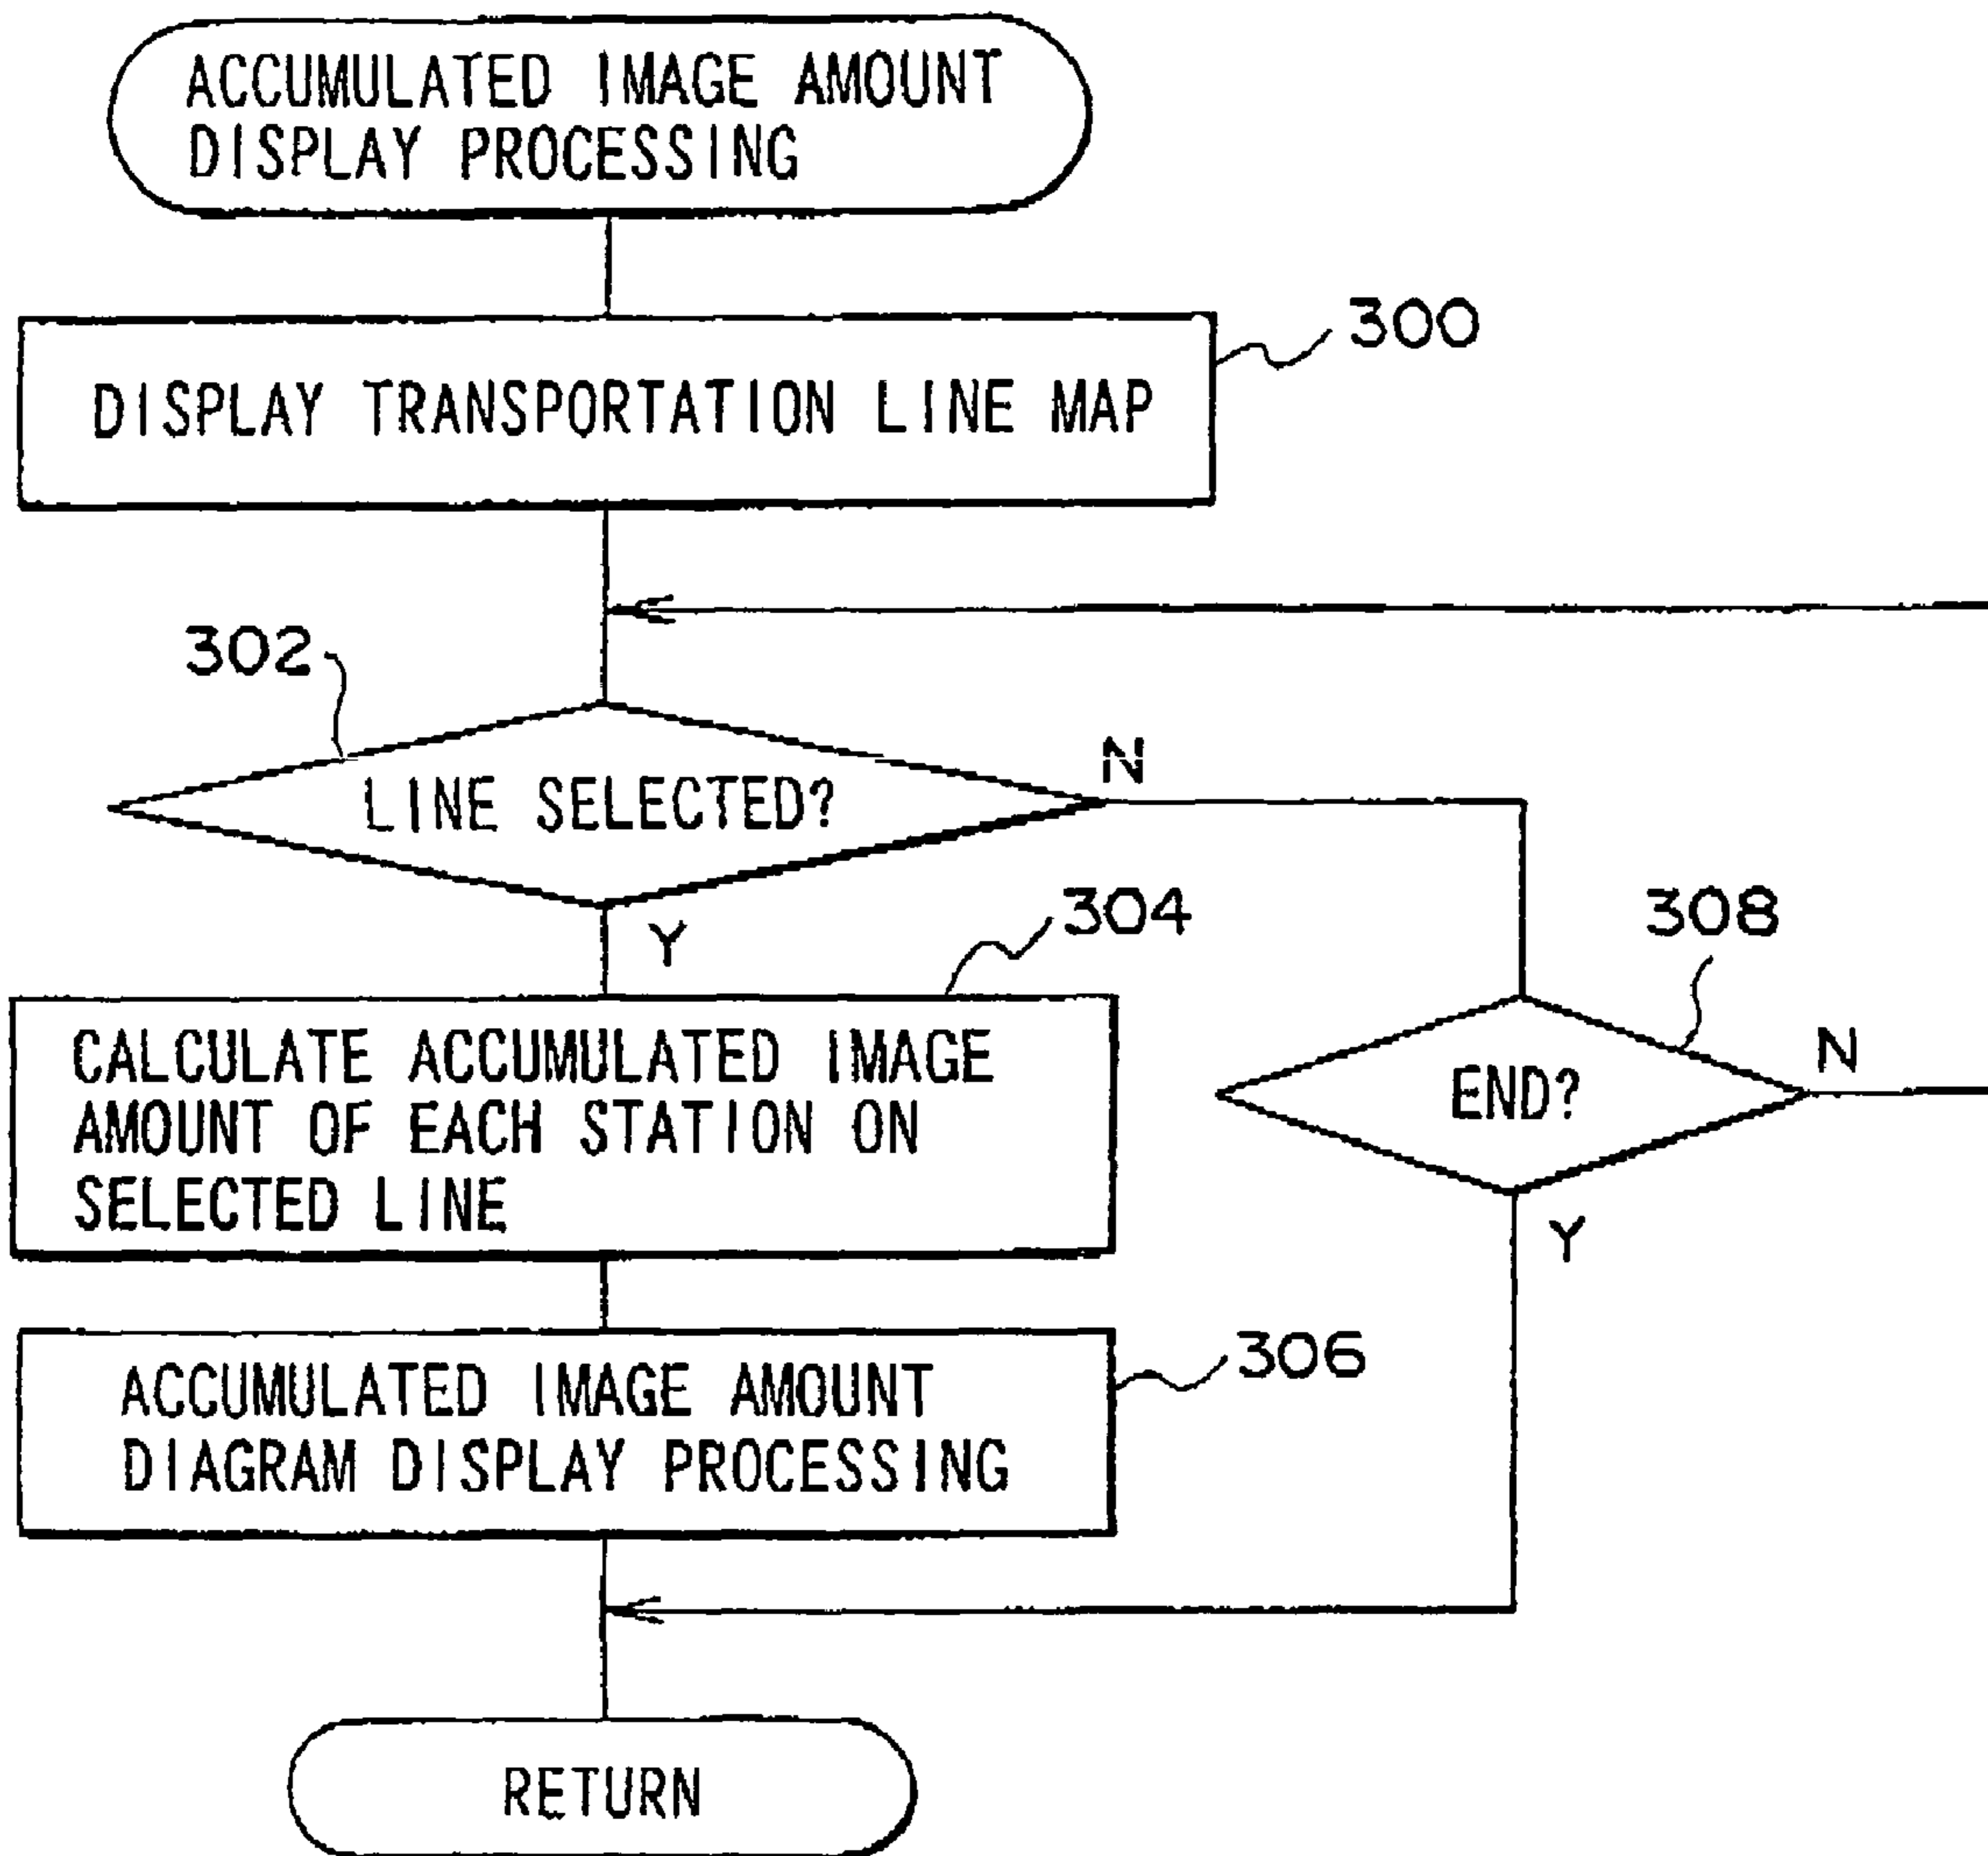 ACCUMULATED IMAGE AMOUNT
DISPLAY PROCESSING
300
DISPLAY TRANSPORTATION LINE MAP
302
LINE SELECTED?
N
Y
304
308
CALCULATE ACCUMULATED IMAGE
AMOUNT OF EACH STATION ON
SELECTED LINE
END?
N
Y
306
ACCUMULATED IMAGE AMOUNT
DIAGRAM DISPLAY PROCESSING
RETURN